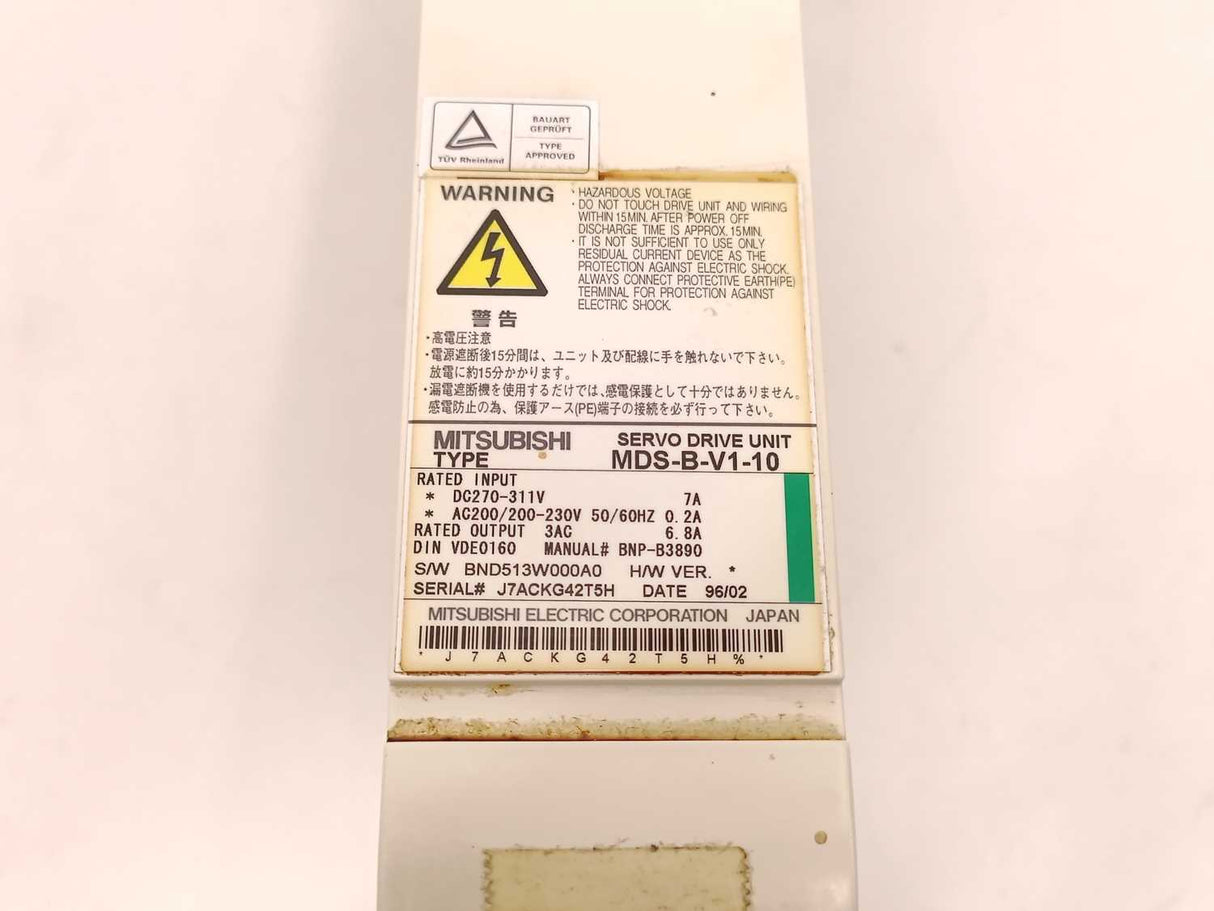 TÜV Rheinland
BAUART
GEPRÜFT
TYPE
APPROVED
WARNING
· HAZARDOUS VOLTAGE
· DO NOT TOUCH DRIVE UNIT AND WIRING
WITHIN 15 MIN. AFTER POWER OFF
DISCHARGE TIME IS APPROX. 15MIN.
· IT IS NOT SUFFICIENT TO USE ONLY
RESIDUAL CURRENT DEVICE AS THE
PROTECTION AGAINST ELECTRIC SHOCK.
ALWAYS CONNECT PROTECTIVE EARTH(PE)
TERMINAL FOR PROTECTION AGAINST
ELECTRIC SHOCK.
警告
・高電圧注意
・電源遮断後15分間は、ユニット及び配線に手を触れないで下さい。
放電に約15分かかります。
・漏電遮断機を使用するだけでは、感電保護として十分ではありません。
感電防止の為、保護アース(PE)端子の接続を必ず行って下さい。
MITSUBISHI SERVO DRIVE UNIT
TYPE MDS-B-V1-10
RATED INPUT
* DC270-311V 7A
* AC200/200-230V 50/60HZ 0.2A
RATED OUTPUT 3AC 6.8A
DIN VDE0160 MANUAL# BNP-B3890
S/W BND513W000A0 H/W VER. *
SERIAL# J7ACKG42T5H DATE 96/02
MITSUBISHI ELECTRIC CORPORATION JAPAN
* J 7 A C K G 4 2 T 5 H % *